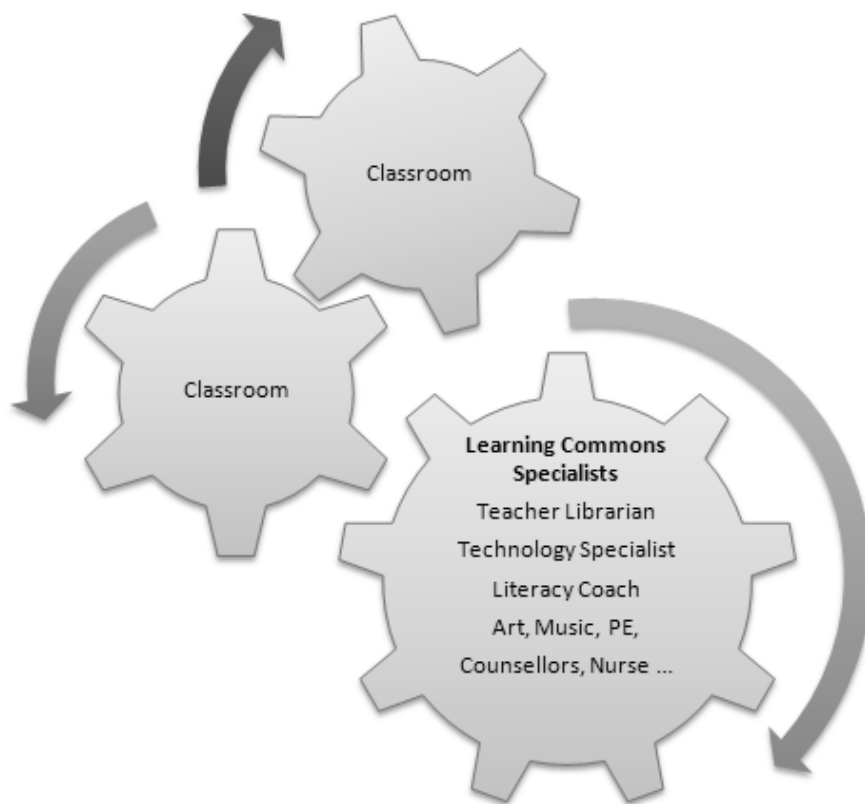 Classroom
Classroom
Learning Commons
Specialists
Teacher Librarian
Technology Specialist
Literacy Coach
Art, Music, PE,
Counsellors, Nurse ...